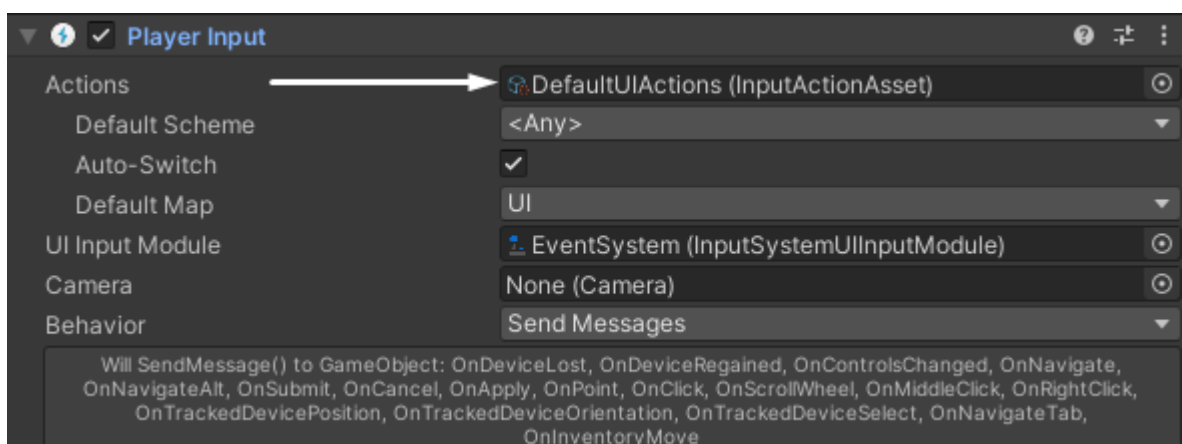 Player Input
Actions DefaultUIActions (InputActionAsset)
Default Scheme <Any>
Auto-Switch
Default Map UI
UI Input Module EventSystem (InputSystemUIInputModule)
Camera None (Camera)
Behavior Send Messages
Will SendMessage() to GameObject: OnDeviceLost, OnDeviceRegained, OnControlsChanged, OnNavigate,
OnNavigateAlt, OnSubmit, OnCancel, OnApply, OnPoint, OnClick, OnScrollWheel, OnMiddleClick, OnRightClick,
OnTrackedDevicePosition, OnTrackedDeviceOrientation, OnTrackedDeviceSelect, OnNavigateTab,
OnInventoryMove